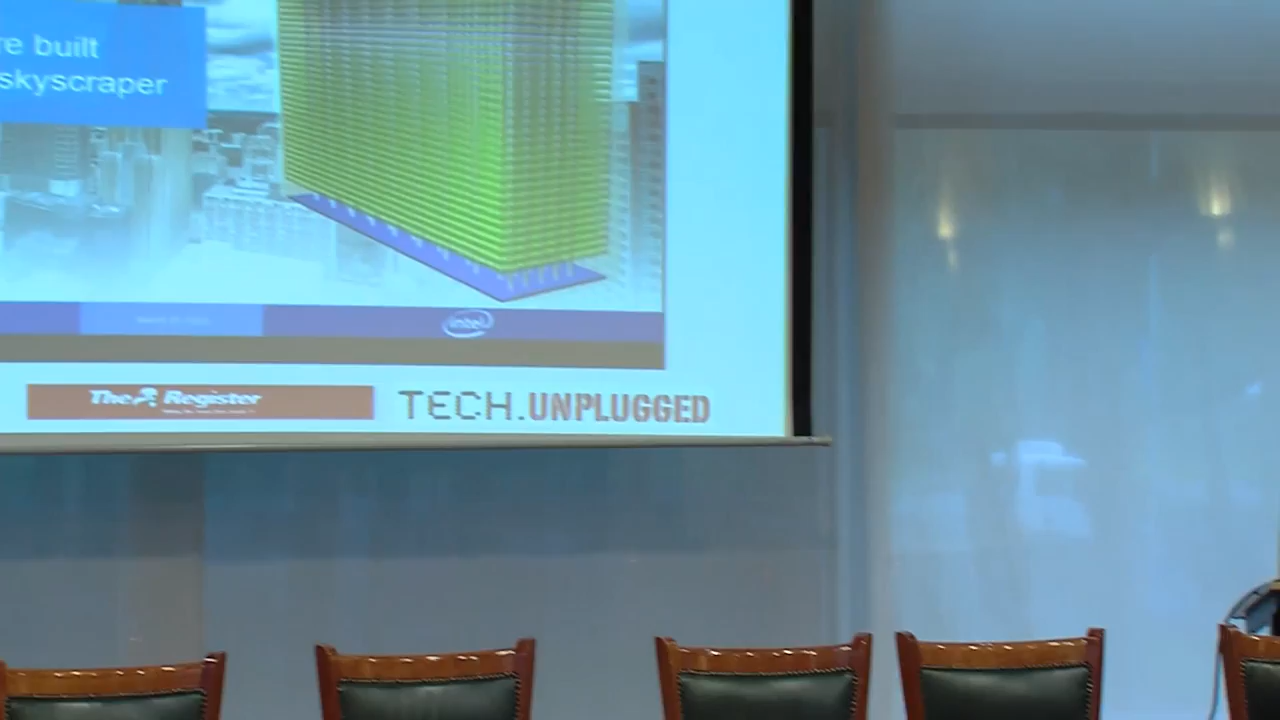 re built
skyscraper
intel
The Register
TECH.UNPLUGGED